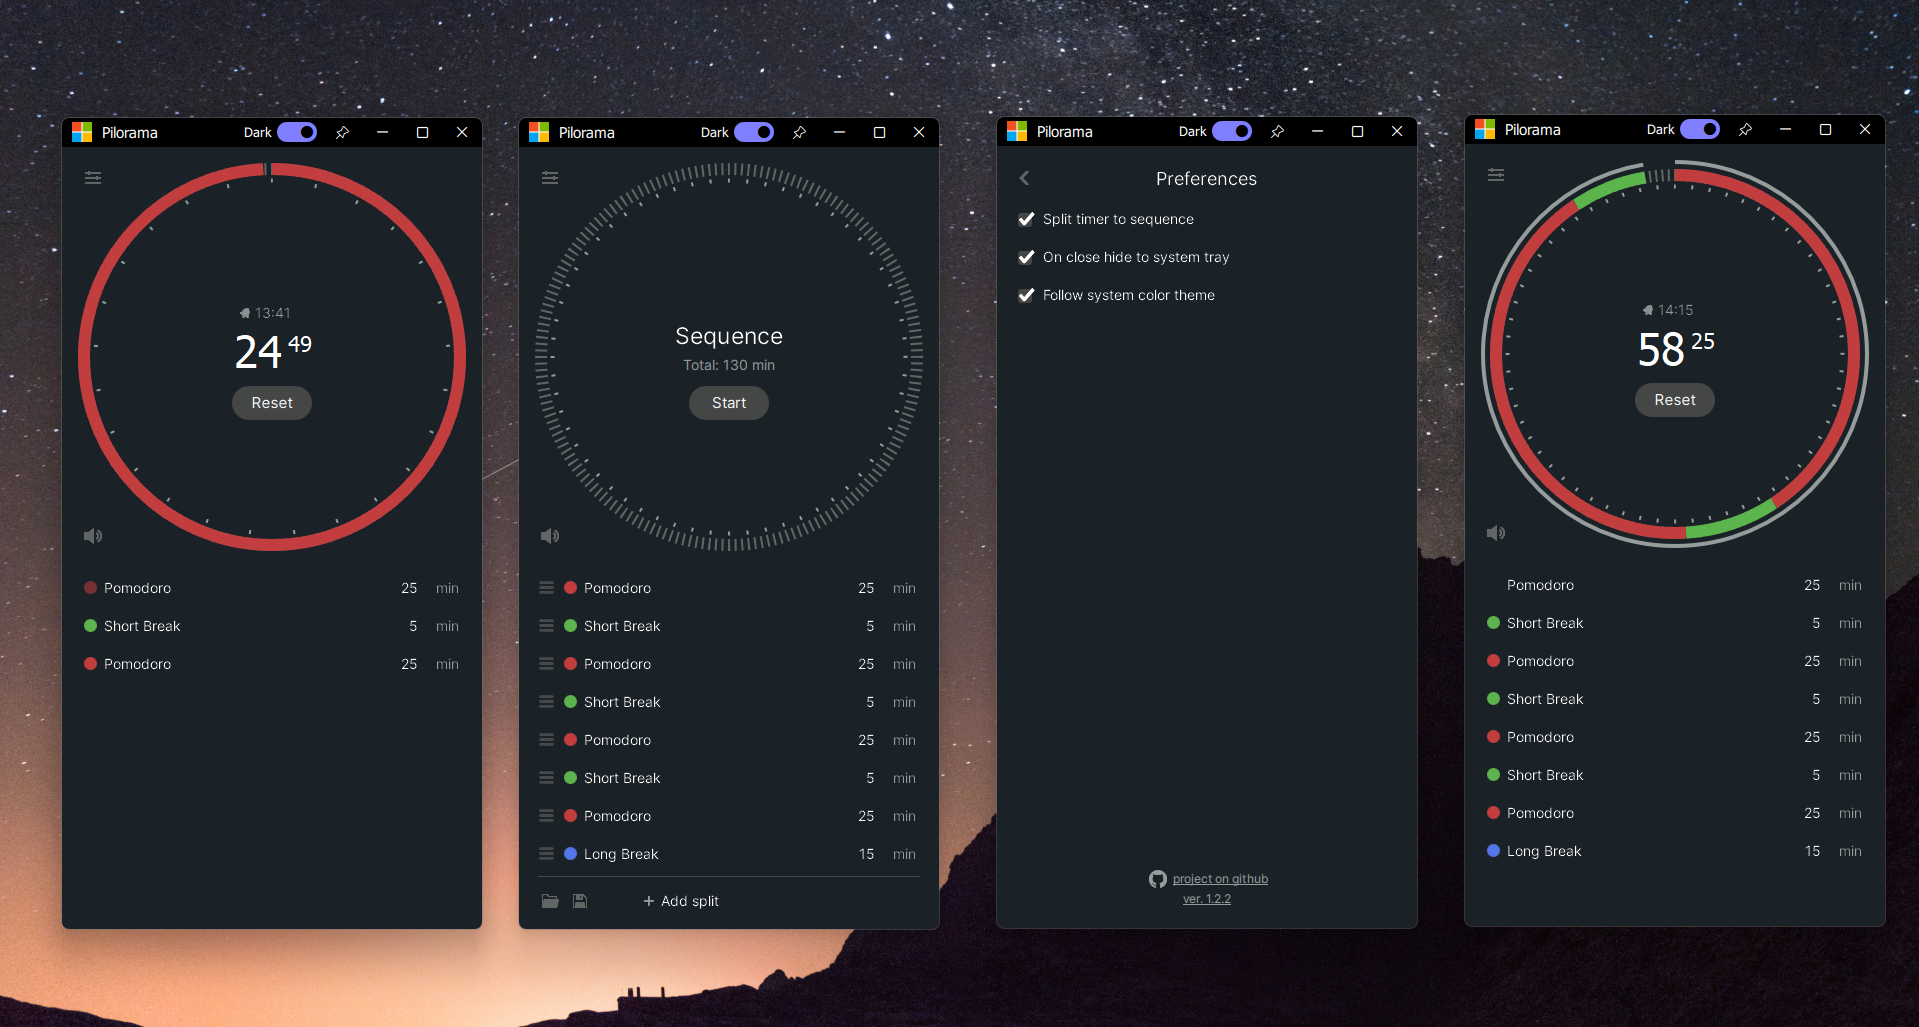 Pilorama
Dark
13:41
24 49
Reset
Pomodoro 25 min
Short Break 5 min
Pomodoro 25 min
Pilorama
Dark
Sequence
Total: 130 min
Start
Pomodoro 25 min
Short Break 5 min
Pomodoro 25 min
Short Break 5 min
Pomodoro 25 min
Short Break 5 min
Pomodoro 25 min
Long Break 15 min
+ Add split
Pilorama
Dark
Preferences
Split timer to sequence
On close hide to system tray
Follow system color theme
project on github
ver. 1.2.2
Pilorama
Dark
14:15
58 25
Reset
Pomodoro 25 min
Short Break 5 min
Pomodoro 25 min
Short Break 5 min
Pomodoro 25 min
Short Break 5 min
Pomodoro 25 min
Long Break 15 min